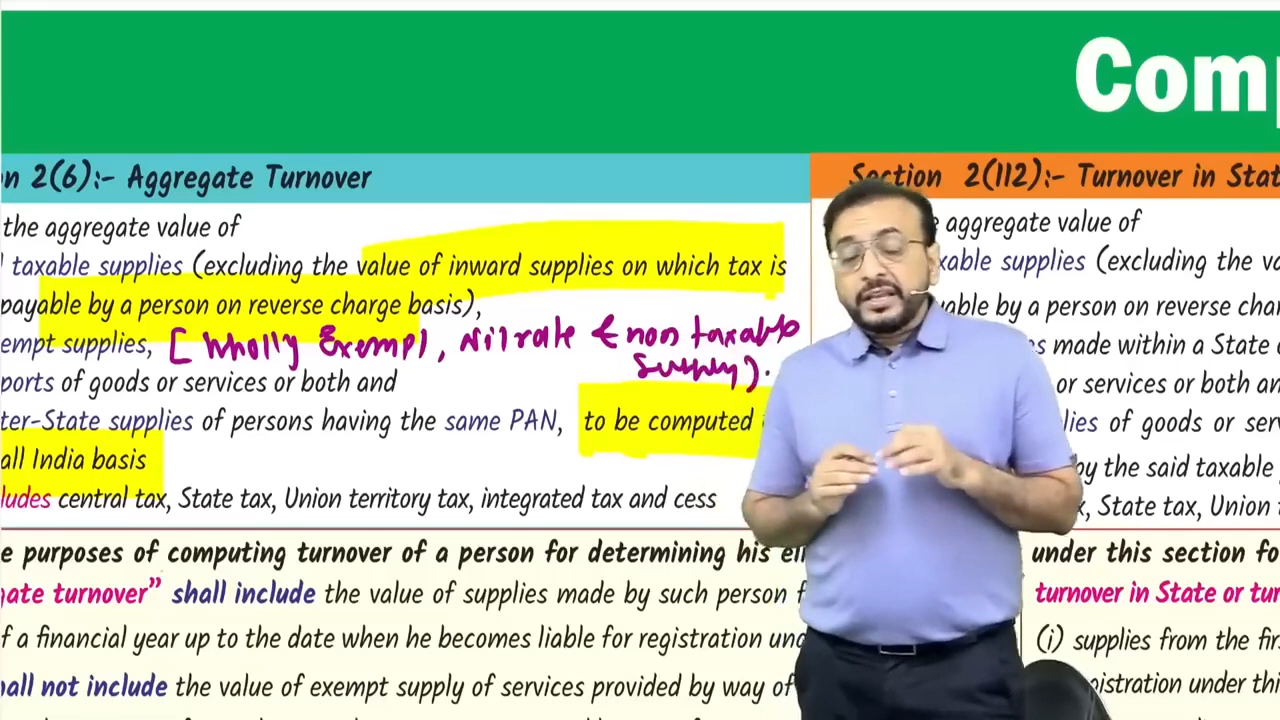 Comp
n 2(6):- Aggregate Turnover
the aggregate value of
taxable supplies (excluding the value of inward supplies on which tax is
payable by a person on reverse charge basis),
empt supplies, [Wholly Exempt, Nil rate & non taxable
supply).
ports of goods or services or both and
ter-State supplies of persons having the same PAN, to be computed
all India basis
ludes central tax, State tax, Union territory tax, integrated tax and cess
e purposes of computing turnover of a person for determining his eli
gate turnover” shall include the value of supplies made by such person f
f a financial year up to the date when he becomes liable for registration und
hall not include the value of exempt supply of services provided by way of
Section 2(112):- Turnover in Stat
aggregate value of
xable supplies (excluding the va
yable by a person on reverse char
s made within a State
or services or both an
lies of goods or serv
by the said taxable
x, State tax, Union t
under this section fo
turnover in State or tur
(i) supplies from the firs
gistration under thi